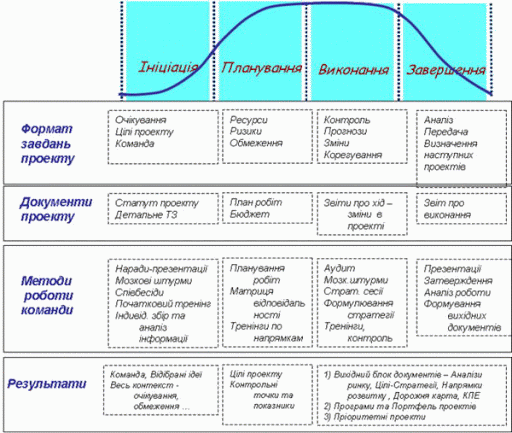 Ініціація
Планування
Виконання
Завершення
Формат
завдань
проекту
Очікування
Цілі проекту
Команда
Ресурси
Ризики
Обмеження
Контроль
Прогнози
Зміни
Корегування
Аналіз
Передача
Визначення
наступних
проектів
Документи
проекту
Статут проекту
Детальне ТЗ
План робіт
Бюджет
Звіти про хід –
зміни в
проекті
Звіт про
виконання
Методи
роботи
команди
Наради-презентації
Мозкові штурми
Співбесіди
Початковий тренінг
Індивід. збір та
аналіз
інформації
Планування
робіт
Матриця
відповідаль
ності
Тренінги по
напрямкам
Аудит
Мозк.штурми
Страт. сесії
Формулювання
стратегії
Тренінги,
контроль
Презентації
Затвердження
Аналіз роботи
Формування
вихідних
документів
Результати
Команда, Відбрані ідеї
Весь контекст -
очікування,
обмеження ...
Цілі проекту
Контрольні
точки та
показники
1) Вихідний блок документів – Аналізи
ринку, Цілі-Стратегії, Напрямки
розвитку , Дорожня карта, КПЕ
2) Програми та Портфель проектів
3) Пріоритетні проекти